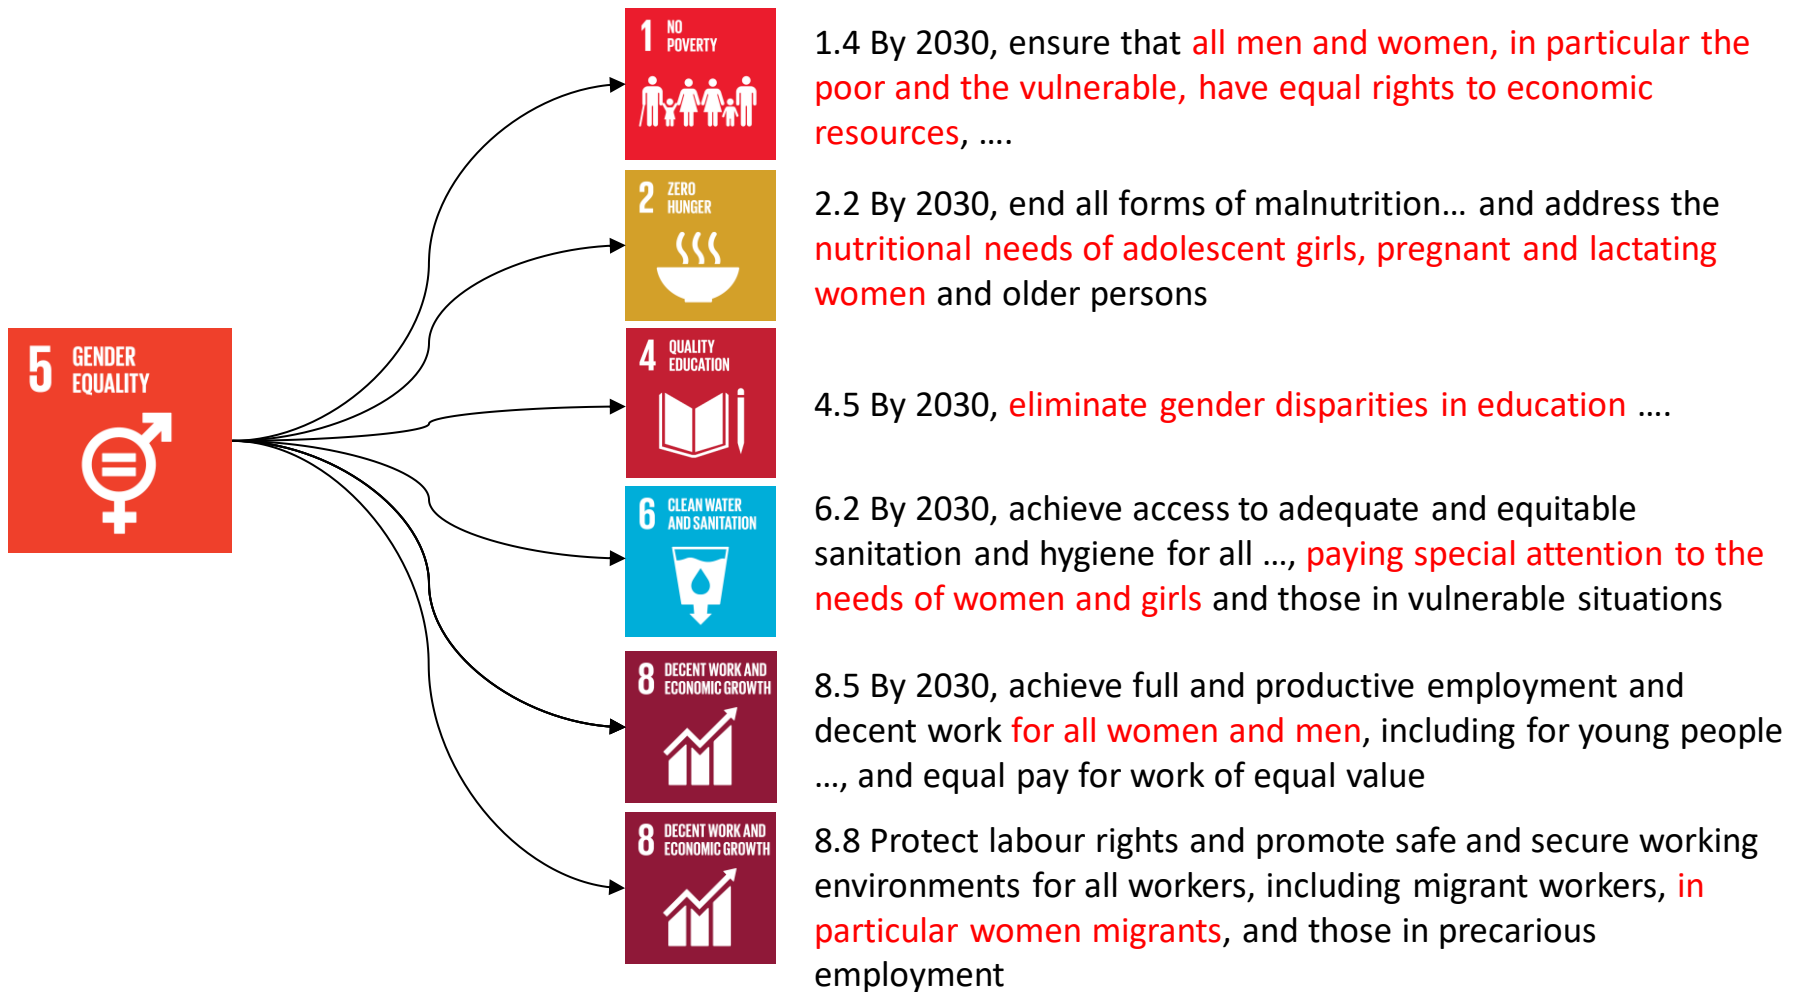 5 GENDER
EQUALITY
1 NO
POVERTY
1.4 By 2030, ensure that all men and women, in particular the
poor and the vulnerable, have equal rights to economic
resources, ....
2 ZERO
HUNGER
2.2 By 2030, end all forms of malnutrition... and address the
nutritional needs of adolescent girls, pregnant and lactating
women and older persons
4 QUALITY
EDUCATION
4.5 By 2030, eliminate gender disparities in education ....
6 CLEAN WATER
AND SANITATION
6.2 By 2030, achieve access to adequate and equitable
sanitation and hygiene for all ..., paying special attention to the
needs of women and girls and those in vulnerable situations
8 DECENT WORK AND
ECONOMIC GROWTH
8.5 By 2030, achieve full and productive employment and
decent work for all women and men, including for young people
..., and equal pay for work of equal value
8 DECENT WORK AND
ECONOMIC GROWTH
8.8 Protect labour rights and promote safe and secure working
environments for all workers, including migrant workers, in
particular women migrants, and those in precarious
employment